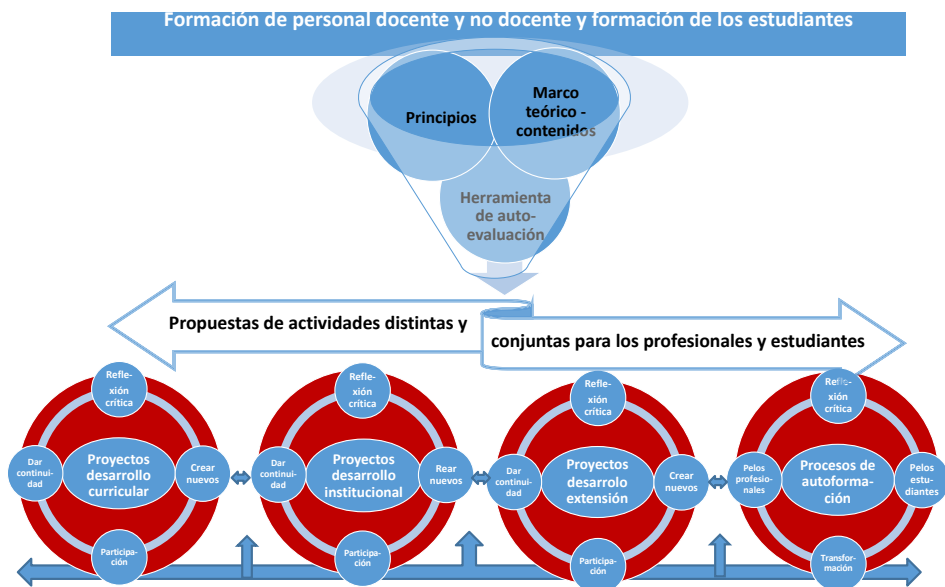 Formación de personal docente y no docente y formación de los estudiantes
Principios
Marco
teórico -
contenidos
Herramienta
de auto-
evaluación
Propuestas de actividades distintas y
conjuntas para los profesionales y estudiantes
Refle-
xión
crítica
Dar
continui-
dad
Proyectos
desarrollo
curricular
Crear
nuevos
Participa-
ción
Refle-
xión
crítica
Dar
continui-
dad
Proyectos
desarrollo
institucional
Rear
nuevos
Participa-
ción
Refle-
xión
crítica
Dar
continui-
dad
Proyectos
desarrolo
extensión
Crear
nuevos
Participa-
ción
Refle-
xión
crítica
Pelos
profesio-
nales
Procesos de
autoforma-
ción
Pelos
estu-
diantes
Transfor-
mación